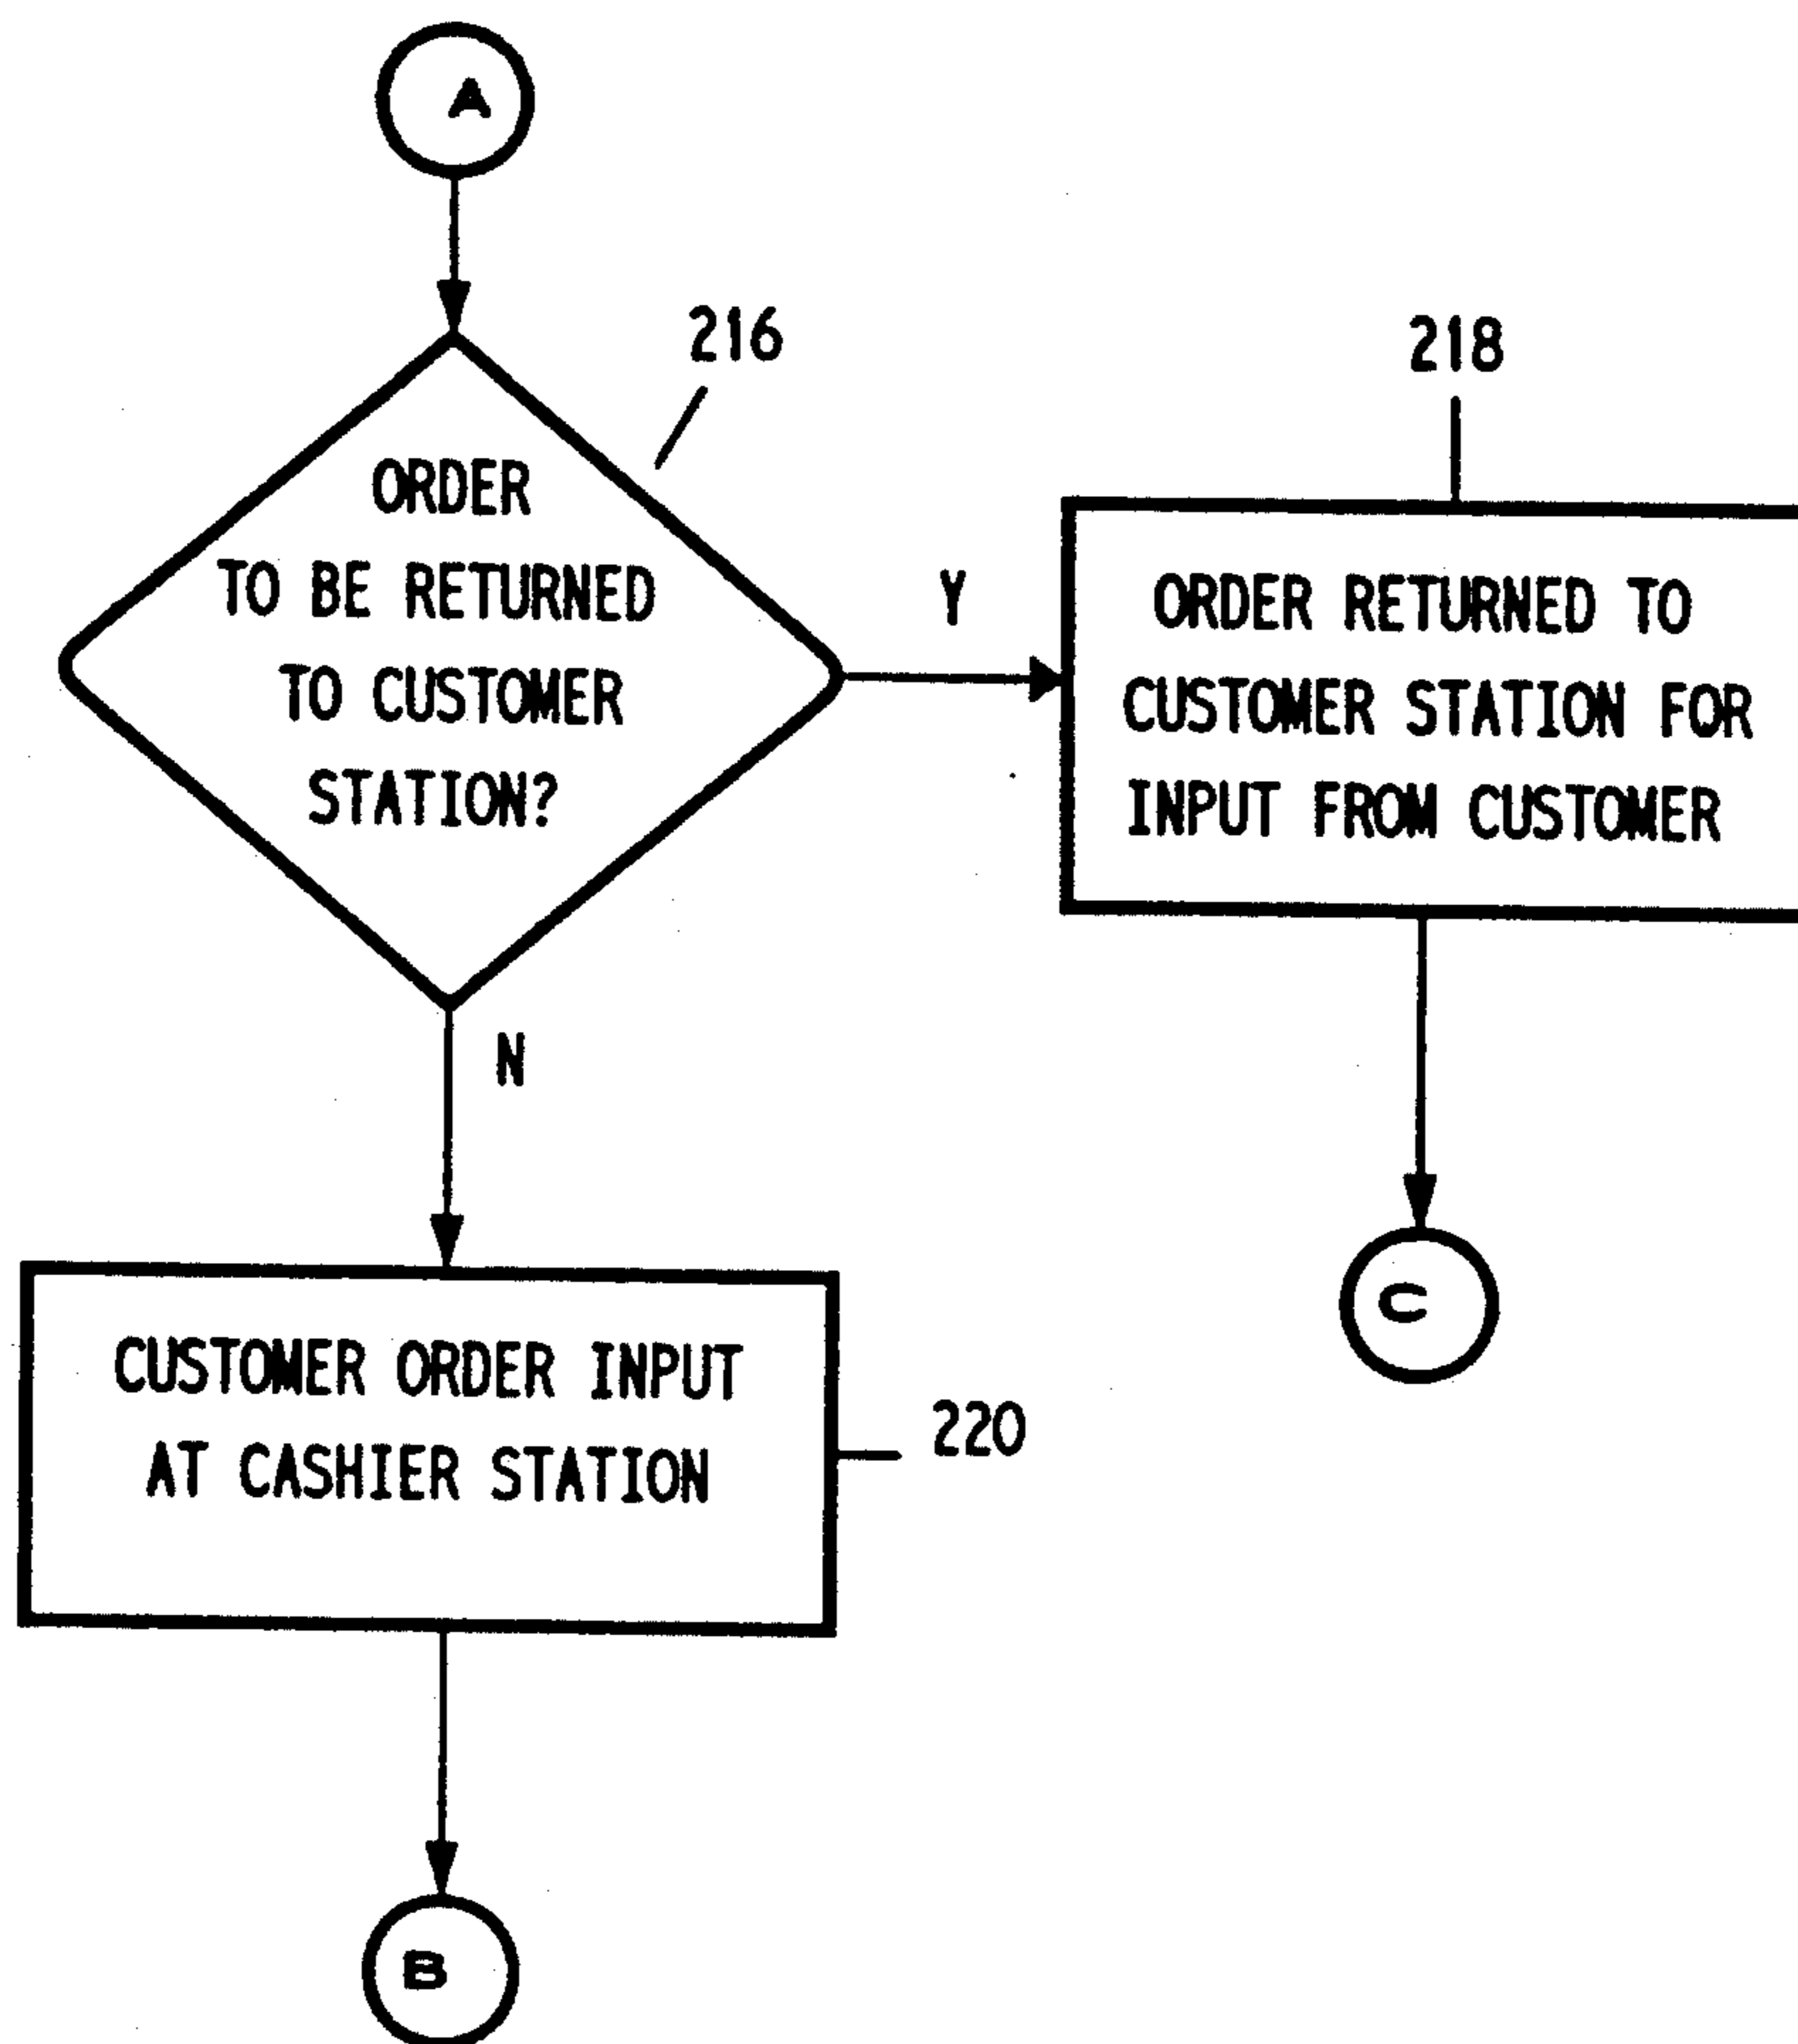 A
216
ORDER
TO BE RETURNED
TO CUSTOMER
STATION?
Y
218
ORDER RETURNED TO
CUSTOMER STATION FOR
INPUT FROM CUSTOMER
N
C
CUSTOMER ORDER INPUT
AT CASHIER STATION
220
B